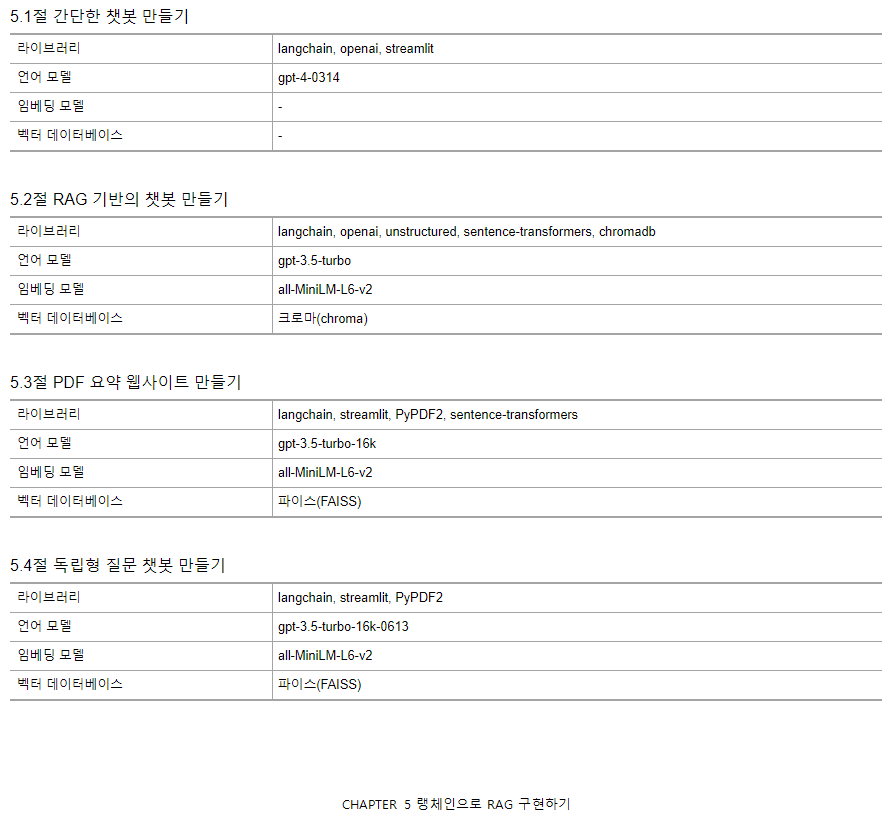 5.1절 간단한 챗봇 만들기
라이브러리 langchain, openai, streamlit
언어 모델 gpt-4-0314
임베딩 모델 -
벡터 데이터베이스 -
5.2절 RAG 기반의 챗봇 만들기
라이브러리 langchain, openai, unstructured, sentence-transformers, chromadb
언어 모델 gpt-3.5-turbo
임베딩 모델 all-MiniLM-L6-v2
벡터 데이터베이스 크로마(chroma)
5.3절 PDF 요약 웹사이트 만들기
라이브러리 langchain, streamlit, PyPDF2, sentence-transformers
언어 모델 gpt-3.5-turbo-16k
임베딩 모델 all-MiniLM-L6-v2
벡터 데이터베이스 파이스(FAISS)
5.4절 독립형 질문 챗봇 만들기
라이브러리 langchain, streamlit, PyPDF2
언어 모델 gpt-3.5-turbo-16k-0613
임베딩 모델 all-MiniLM-L6-v2
벡터 데이터베이스 파이스(FAISS)
CHAPTER 5 랭체인으로 RAG 구현하기